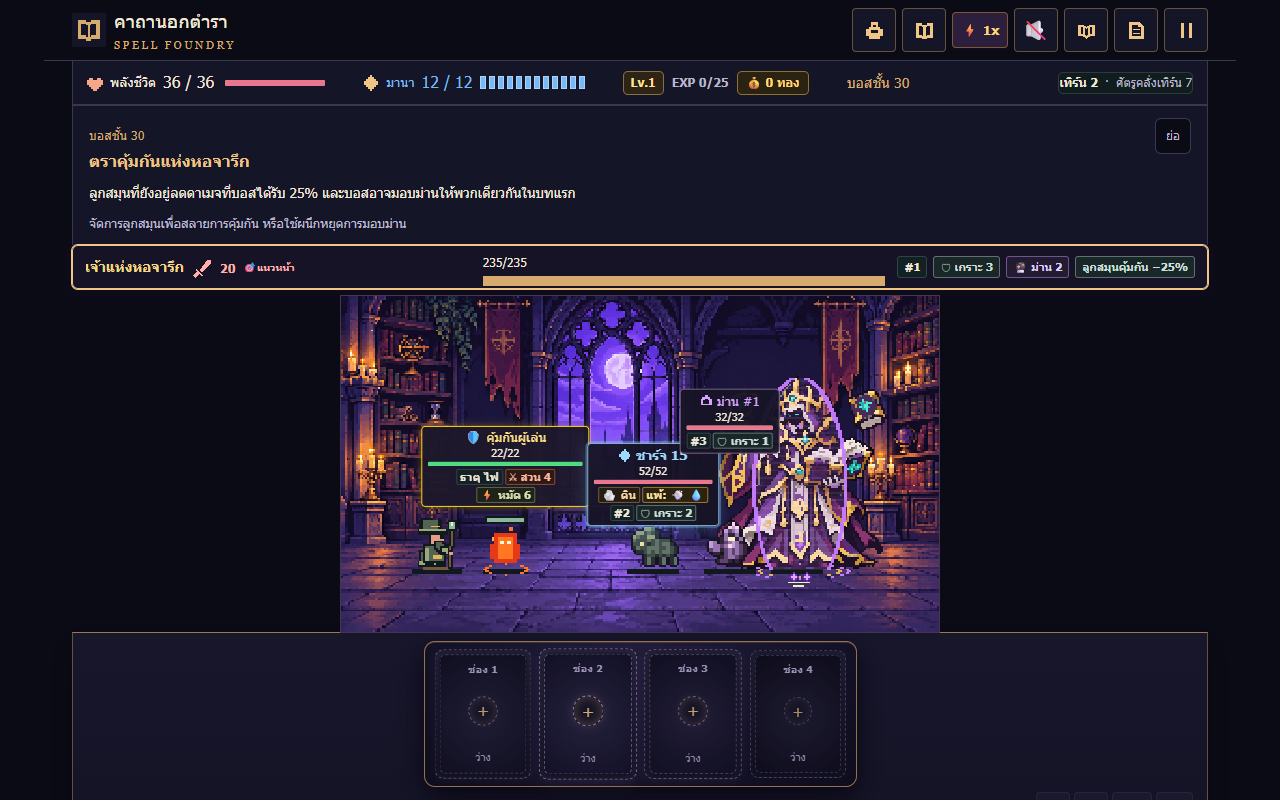 คาถานอกตำรา
SPELL FOUNDRY
1x
พลังชีวิต 36 / 36
มานา 12 / 12
Lv.1 EXP 0/25 0 ทอง
บอสชั้น 30
เทิร์น 2 · ศัตรูคลั่งเทิร์น 7
บอสชั้น 30
ย่อ
ตราคุ้มกันแห่งหอจารึก
ลูกสมุนที่ยังอยู่ลดดาเมจที่บอสได้รับ 25% และบอสอาจมอบม่านให้พวกเดียวกันในบทแรก
จัดการลูกสมุนเพื่อสลายการคุ้มกัน หรือใช้ผนึกหยุดการมอบม่าน
เจ้าแห่งหอจารึก 20 แนวนน้ำ
235/235
#1 เกราะ 3 ม่าน 2 ลูกสมุนคุ้มกัน −25%
ม่าน #1
32/32
#3 เกราะ 1
คุ้มกันผู้เล่น
22/22
ธาตุ ไฟ สวน 4
หมัด 6
ชาร์จ 15
52/52
ดิน แพ้:
#2 เกราะ 2
ช่อง 1
ช่อง 2
ช่อง 3
ช่อง 4
+
+
+
+
ว่าง
ว่าง
ว่าง
ว่าง